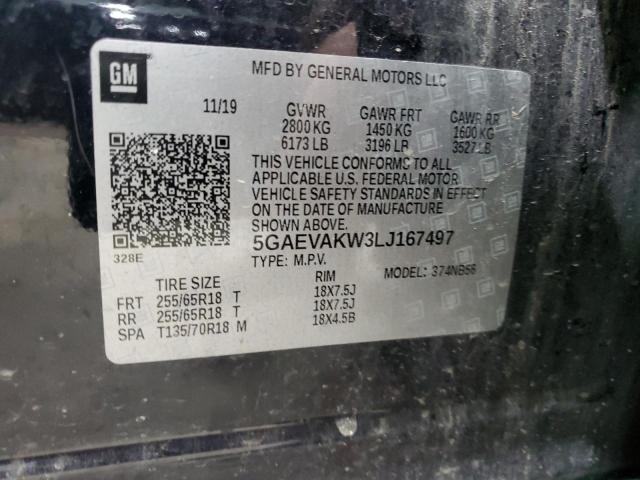 GM
MFD BY GENERAL MOTORS LLC
11/19 GVWR GAWR FRT GAWR RR
2800 KG 1450 KG 1600 KG
6173 LB 3196 LB 3527 LB
THIS VEHICLE CONFORMS TO ALL
APPLICABLE U.S. FEDERAL MOTOR
VEHICLE SAFETY STANDARDS IN EFFECT
ON THE DATE OF MANUFACTURE
SHOWN ABOVE.
328E
5GAEVAKW3LJ167497
TYPE: M.P.V. MODEL: 374NB56
TIRE SIZE RIM
FRT 255/65R18 T 18X7.5J
RR 255/65R18 T 18X7.5J
SPA T135/70R18 M 18X4.5B